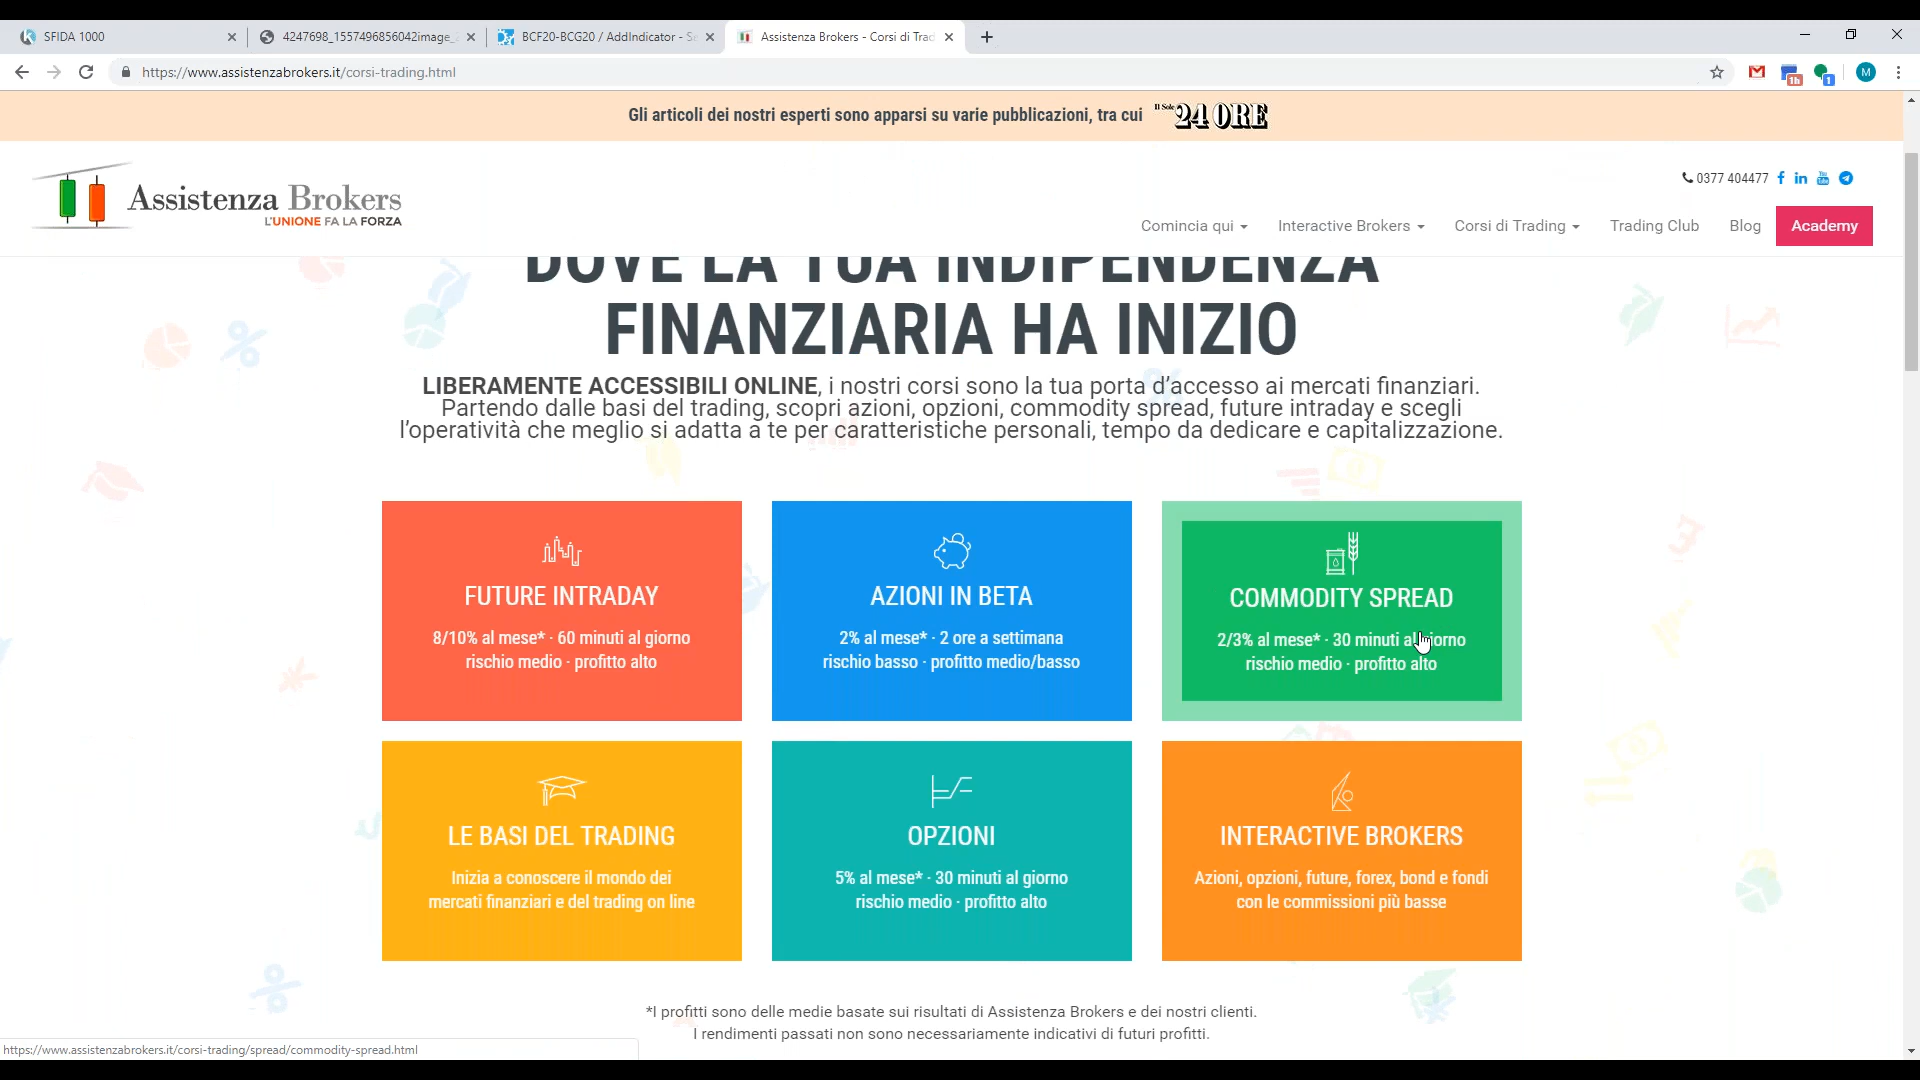 SFIDA 1000
4247698_1557496856042image_
BCF20-BCG20 / AddIndicator - Se
Assistenza Brokers - Corsi di Trad
https://www.assistenzabrokers.it/corsi-trading.html
1h
1
M
Gli articoli dei nostri esperti sono apparsi su varie pubblicazioni, tra cui Il Sole 24 ORE
Assistenza Brokers
L'UNIONE FA LA FORZA
0377 404477
Comincia qui Interactive Brokers Corsi di Trading Trading Club Blog Academy
DOVE LA TUA INDIPENDENZA
FINANZIARIA HA INIZIO
LIBERAMENTE ACCESSIBILI ONLINE, i nostri corsi sono la tua porta d’accesso ai mercati finanziari.
Partendo dalle basi del trading, scopri azioni, opzioni, commodity spread, future intraday e scegli
l’operatività che meglio si adatta a te per caratteristiche personali, tempo da dedicare e capitalizzazione.
FUTURE INTRADAY
8/10% al mese* · 60 minuti al giorno
rischio medio · profitto alto
AZIONI IN BETA
2% al mese* · 2 ore a settimana
rischio basso · profitto medio/basso
COMMODITY SPREAD
2/3% al mese* · 30 minuti al giorno
rischio medio · profitto alto
LE BASI DEL TRADING
Inizia a conoscere il mondo dei
mercati finanziari e del trading on line
OPZIONI
5% al mese* · 30 minuti al giorno
rischio medio · profitto alto
INTERACTIVE BROKERS
Azioni, opzioni, future, forex, bond e fondi
con le commissioni più basse
*I profitti sono delle medie basate sui risultati di Assistenza Brokers e dei nostri clienti.
I rendimenti passati non sono necessariamente indicativi di futuri profitti.
https://www.assistenzabrokers.it/corsi-trading/spread/commodity-spread.html